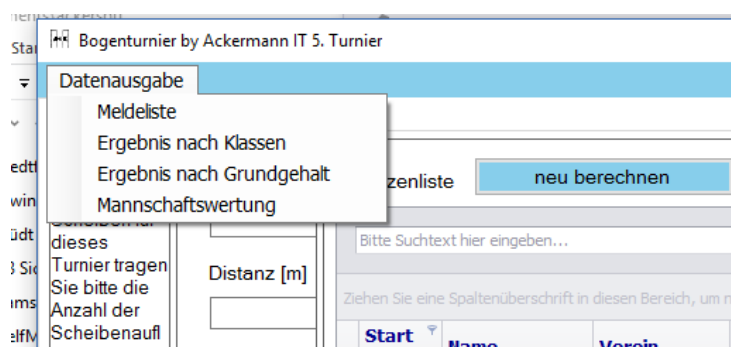 Bogenturnier by Ackermann IT 5. Turnier
Datenausgabe
Meldeliste
Ergebnis nach Klassen
Ergebnis nach Grundgehalt
Mannschaftswertung
neu berechnen
dieses
Turnier tragen
Sie bitte die
Anzahl der
Scheibenaufl
Distanz [m]
Bitte Suchtext hier eingeben...
Ziehen Sie eine Spaltenüberschrift in diesen Bereich, um
Start
Name
Verein